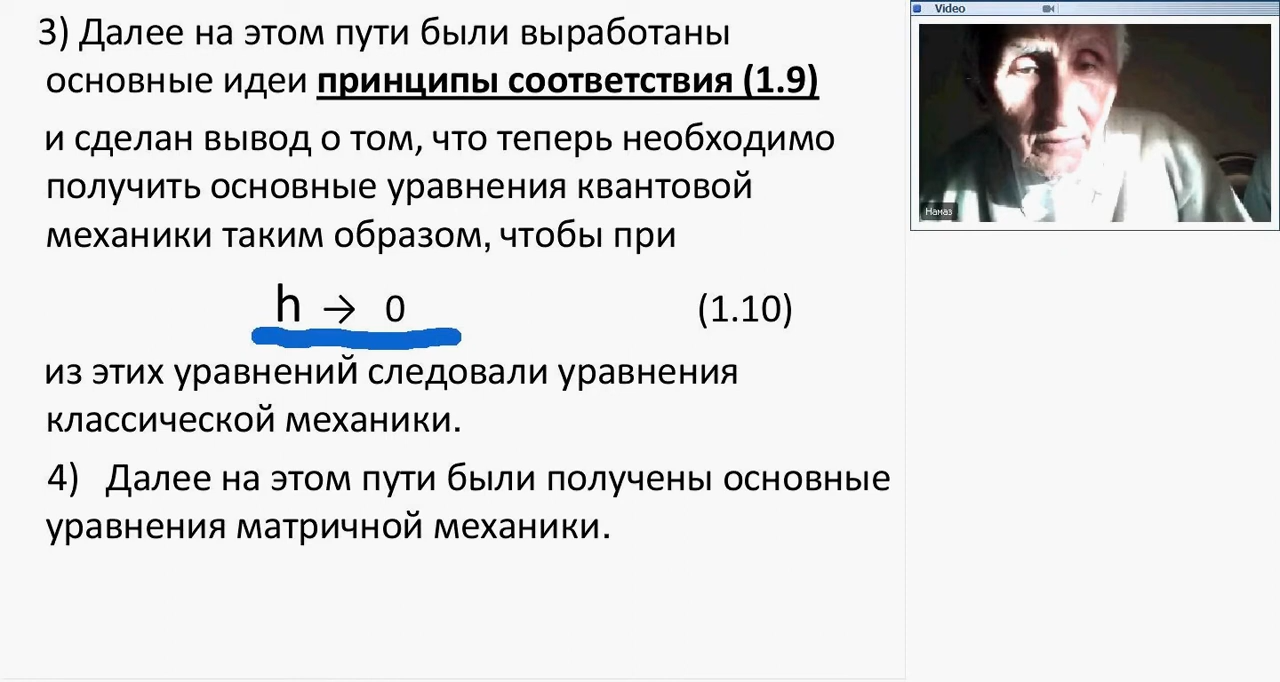 3) Далее на этом пути были выработаны
основные идеи принципы соответствия (1.9)
и сделан вывод о том, что теперь необходимо
получить основные уравнения квантовой
механики таким образом, чтобы при
h → 0 (1.10)
из этих уравнений следовали уравнения
классической механики.
4) Далее на этом пути были получены основные
уравнения матричной механики.
Video
Намаз